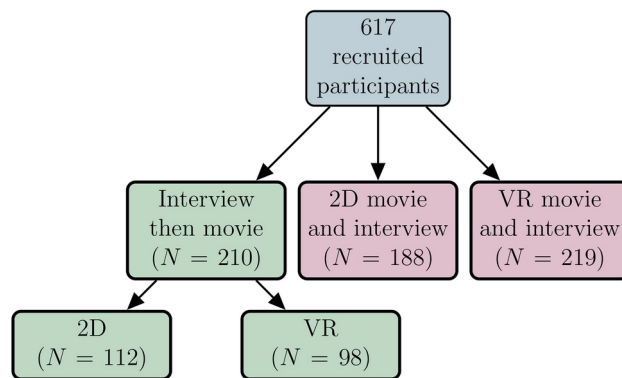 617
recruited
participants
Interview
then movie
(N = 210)
2D movie
and interview
(N = 188)
VR movie
and interview
(N = 219)
2D
(N = 112)
VR
(N = 98)